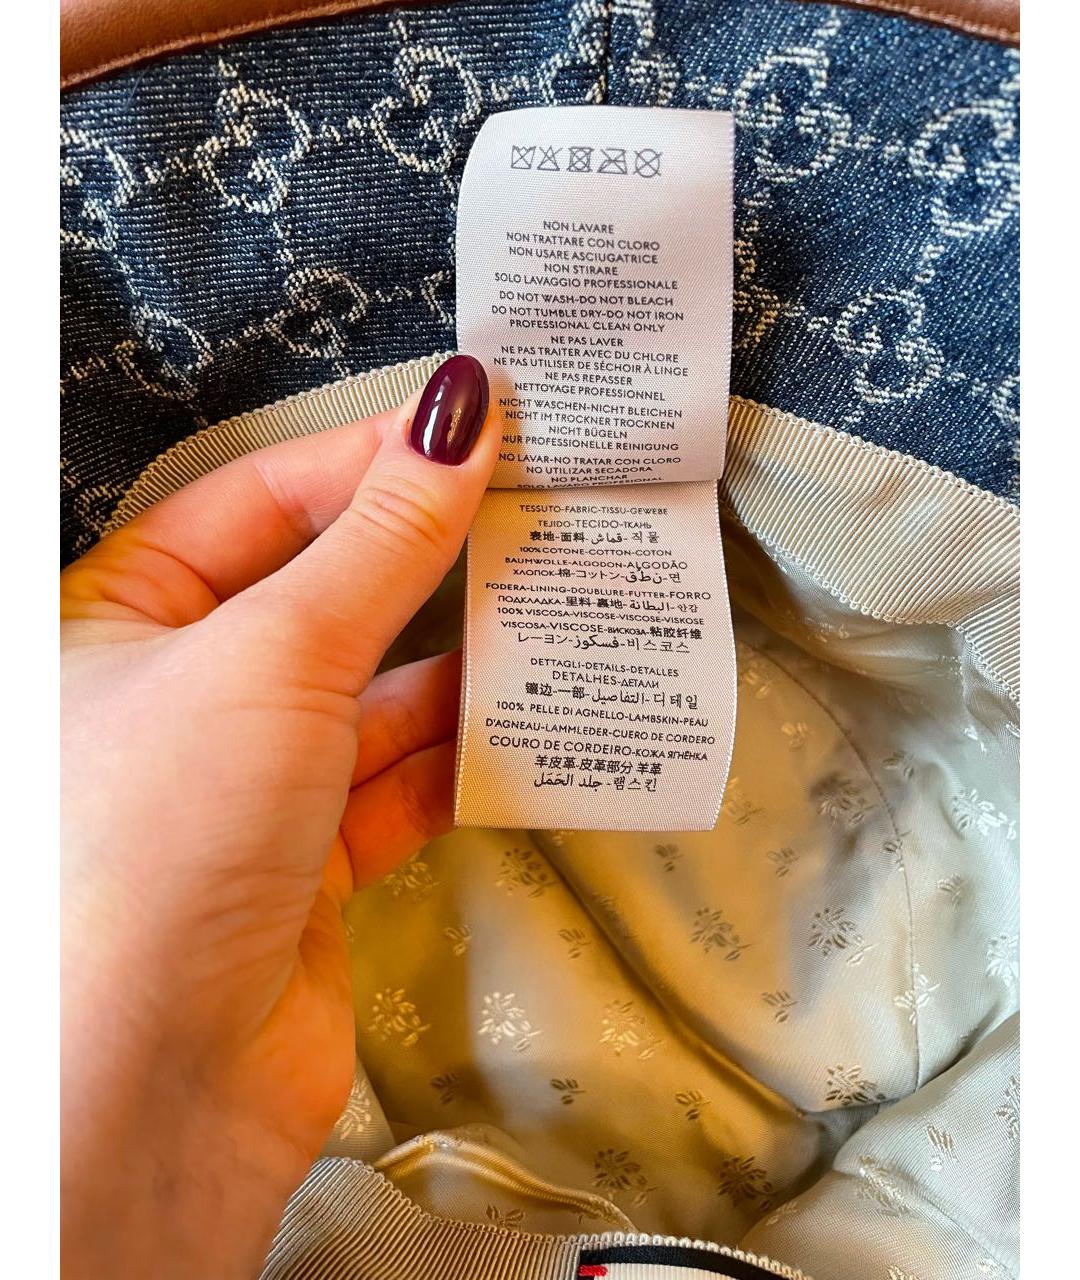 NON LAVARE
NON TRATTARE CON CLORO
NON USARE ASCIUGATRICE
NON STIRARE
SOLO LAVAGGIO PROFESSIONALE
DO NOT WASH-DO NOT BLEACH
DO NOT TUMBLE DRY-DO NOT IRON
PROFESSIONAL CLEAN ONLY
NE PAS LAVER
NE PAS TRAITER AVEC DU CHLORE
NE PAS UTILISER DE SÉCHOIR À LINGE
NE PAS REPASSER
NETTOYAGE PROFESSIONNEL
NICHT WASCHEN-NICHT BLEICHEN
NICHT IM TROCKNER TROCKNEN
NICHT BÜGELN
NUR PROFESSIONELLE REINIGUNG
NO LAVAR-NO TRATAR CON CLORO
NO UTILIZAR SECADORA
NO PLANCHAR
SOLO LAVADO PROFESIONAL
TESSUTO-FABRIC-TISSU-GEWEBE
TEJIDO-TECIDO-ТКАНЬ
表地-面料-قماش-직물
100% COTONE-COTTON-COTON
BAUMWOLLE-ALGODON-ALGODÃO
ХЛОПОК-棉-コットン-قطن-면
FODERA-LINING-DOUBLURE-FUTTER-FORRO
ПОДКЛАДКА-里料-裏地-البطانة-안감
100% VISCOSA-VISCOSE-VISCOSE-VISKOSE
VISCOSA-VISCOSE-ВИСКОЗА-粘胶纤维
レーヨン-فسكوز-비스코스
DETTAGLI-DETAILS-DETALLES
DETALHES-ДЕТАЛИ
镶边-一部-التفاصيل-디테일
100% PELLE DI AGNELLO-LAMBSKIN-PEAU
D'AGNEAU-LAMMLEDER-CUERO DE CORDERO
COURO DE CORDEIRO-КОЖА ЯГНЁНКА
羊皮革-皮革部分 羊革
جلد الحَمَل-램스킨